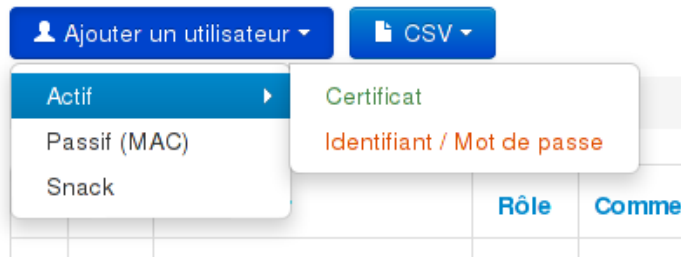 Ajouter un utilisateur
CSV
Actif
Certificat
Passif (MAC)
Identifiant / Mot de passe
Snack
Rôle
Comme